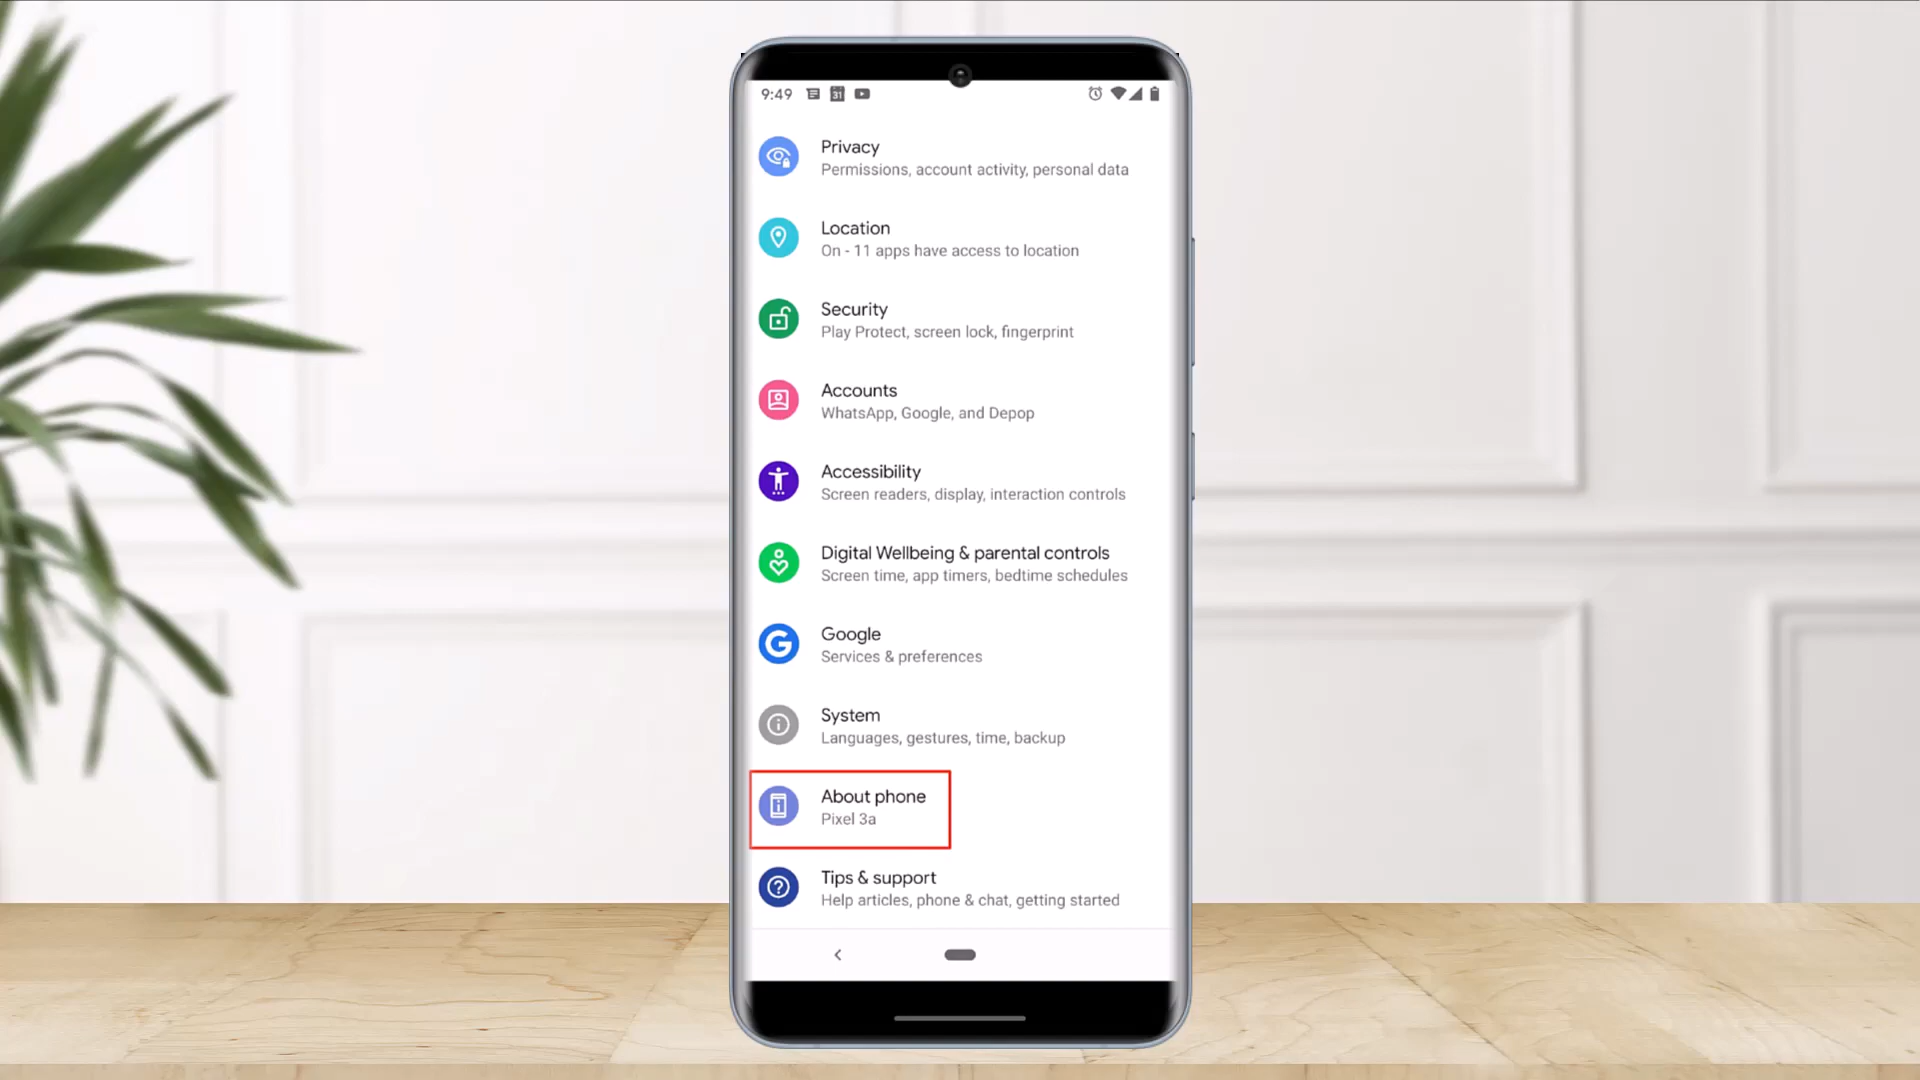 9:49 31
Privacy
Permissions, account activity, personal data
Location
On - 11 apps have access to location
Security
Play Protect, screen lock, fingerprint
Accounts
WhatsApp, Google, and Depop
Accessibility
Screen readers, display, interaction controls
Digital Wellbeing & parental controls
Screen time, app timers, bedtime schedules
Google
Services & preferences
System
Languages, gestures, time, backup
About phone
Pixel 3a
Tips & support
Help articles, phone & chat, getting started